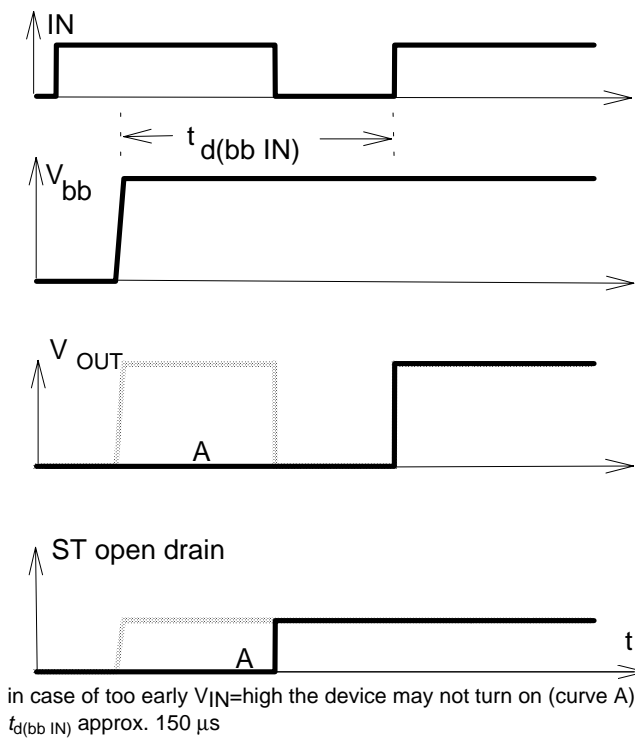 IN
t d(bb IN)
Vbb
V OUT
A
ST open drain
A
t
in case of too early VIN=high the device may not turn on (curve A)
td(bb IN) approx. 150 µs